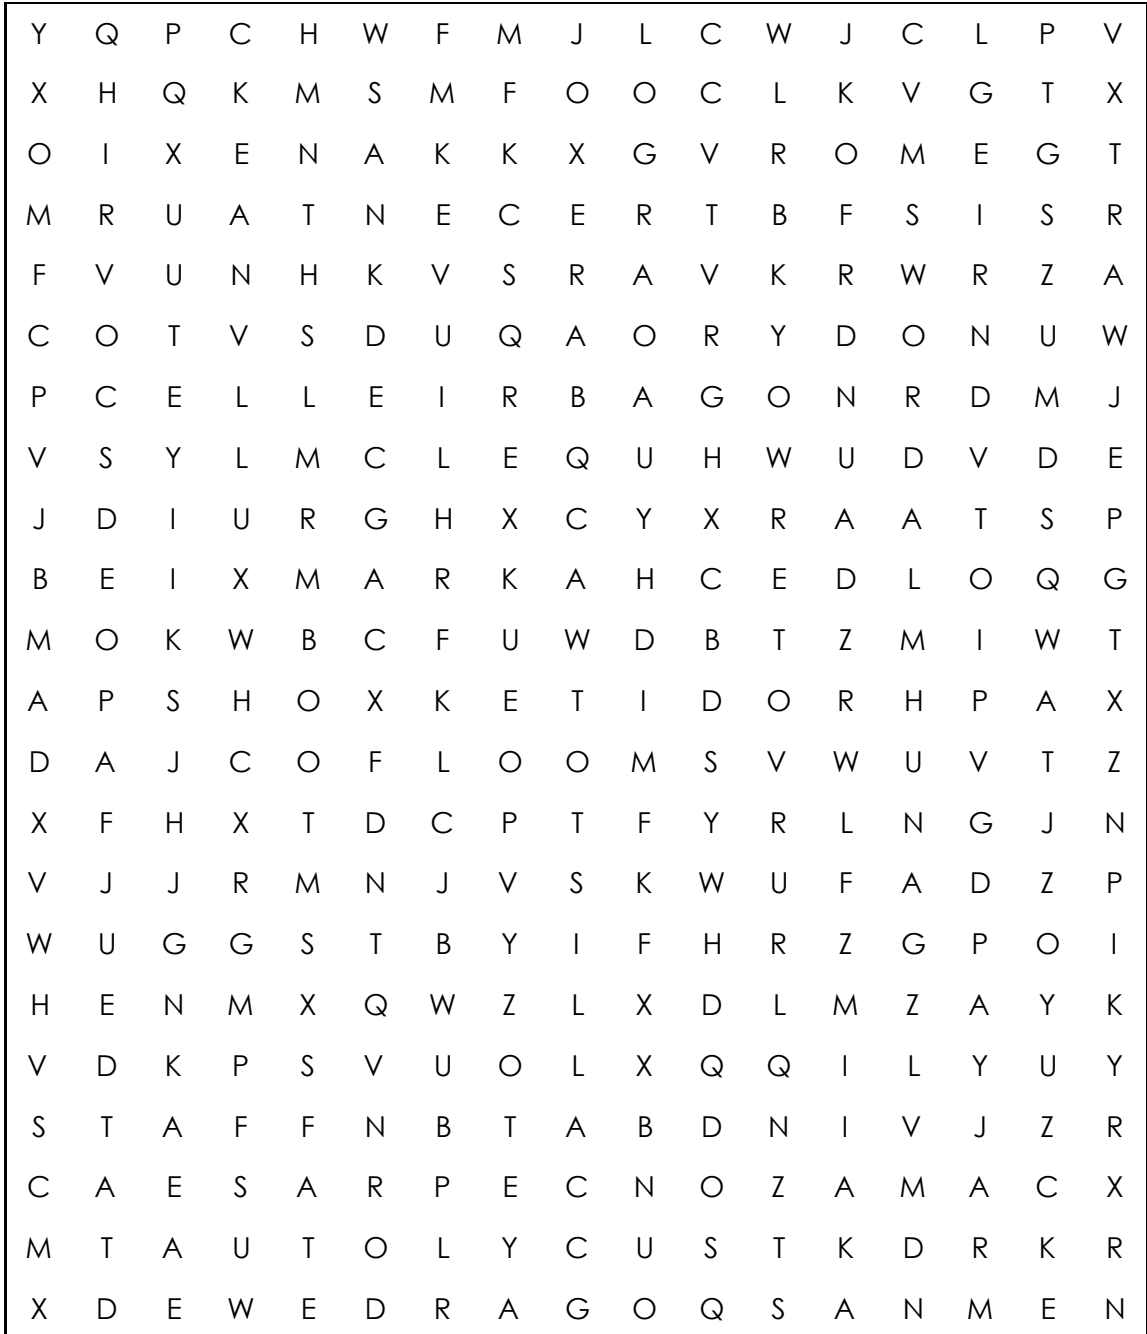 Y Q P C H W F M J L C W J C L P V
X H Q K M S M F O O C L K V G T X
O I X E N A K K X G V R O M E G T
M R U A T N E C E R T B F S I S R
F V U N H K V S R A V K R W R Z A
C O T V S D U Q A O R Y D O N U W
P C E L L E I R B A G O N R D M J
V S Y L M C L E Q U H W U D V D E
J D I U R G H X C Y X R A A T S P
B E I X M A R K A H C E D L O Q G
M O K W B C F U W D B T Z M I W T
A P S H O X K E T I D O R H P A X
D A J C O F L O O M S V W U V T Z
X F H X T D C P T F Y R L N G J N
V J J R M N J V S K W U F A D Z P
W U G G S T B Y I F H R Z G P O I
H E N M X Q W Z L X D L M Z A Y K
V D K P S V U O L X Q Q I L Y U Y
S T A F F N B T A B D N I V J Z R
C A E S A R P E C N O Z A M A C X
M T A U T O L Y C U S T K D R K R
X D E W E D R A G O Q S A N M E N